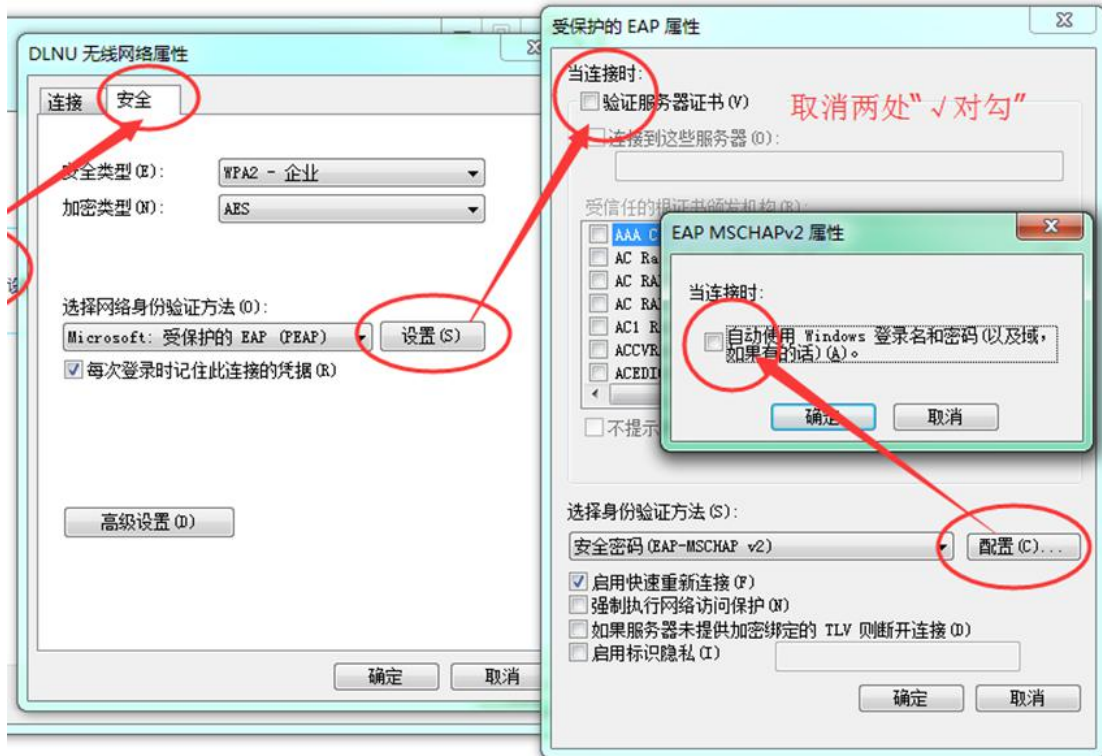 DLNU 无线网络属性
连接
安全
安全类型(E):
WPA2 - 企业
加密类型(N):
AES
选择网络身份验证方法(O):
Microsoft: 受保护的 EAP (PEAP)
设置(S)
每次登录时记住此连接的凭据(R)
高级设置(D)
确定
取消
受保护的 EAP 属性
当连接时:
验证服务器证书(V)
取消两处“√对勾”
连接到这些服务器(O):
受信任的根证书颁发机构(R):
AAA C
AC Ra
AC RA
AC RA
AC1 R
ACCVR
ACEDI
不提示
EAP MSCHAPv2 属性
当连接时:
自动使用 Windows 登录名和密码(以及域，
如果有的话)(A)。
确定
取消
选择身份验证方法(S):
安全密码(EAP-MSCHAP v2)
配置(C)...
启用快速重新连接(F)
强制执行网络访问保护(N)
如果服务器未提供加密绑定的 TLV 则断开连接(D)
启用标识隐私(I)
确定
取消